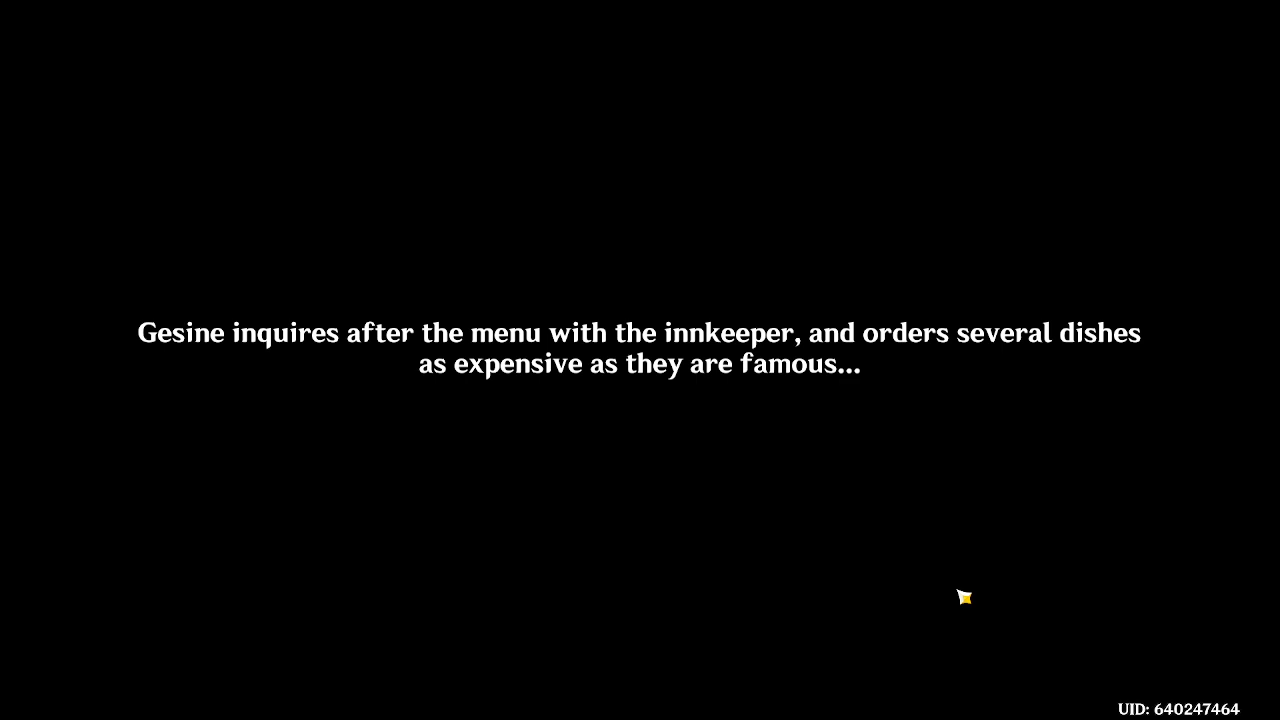 Gesine inquires after the menu with the innkeeper, and orders several dishes
as expensive as they are famous...
UID: 640247464